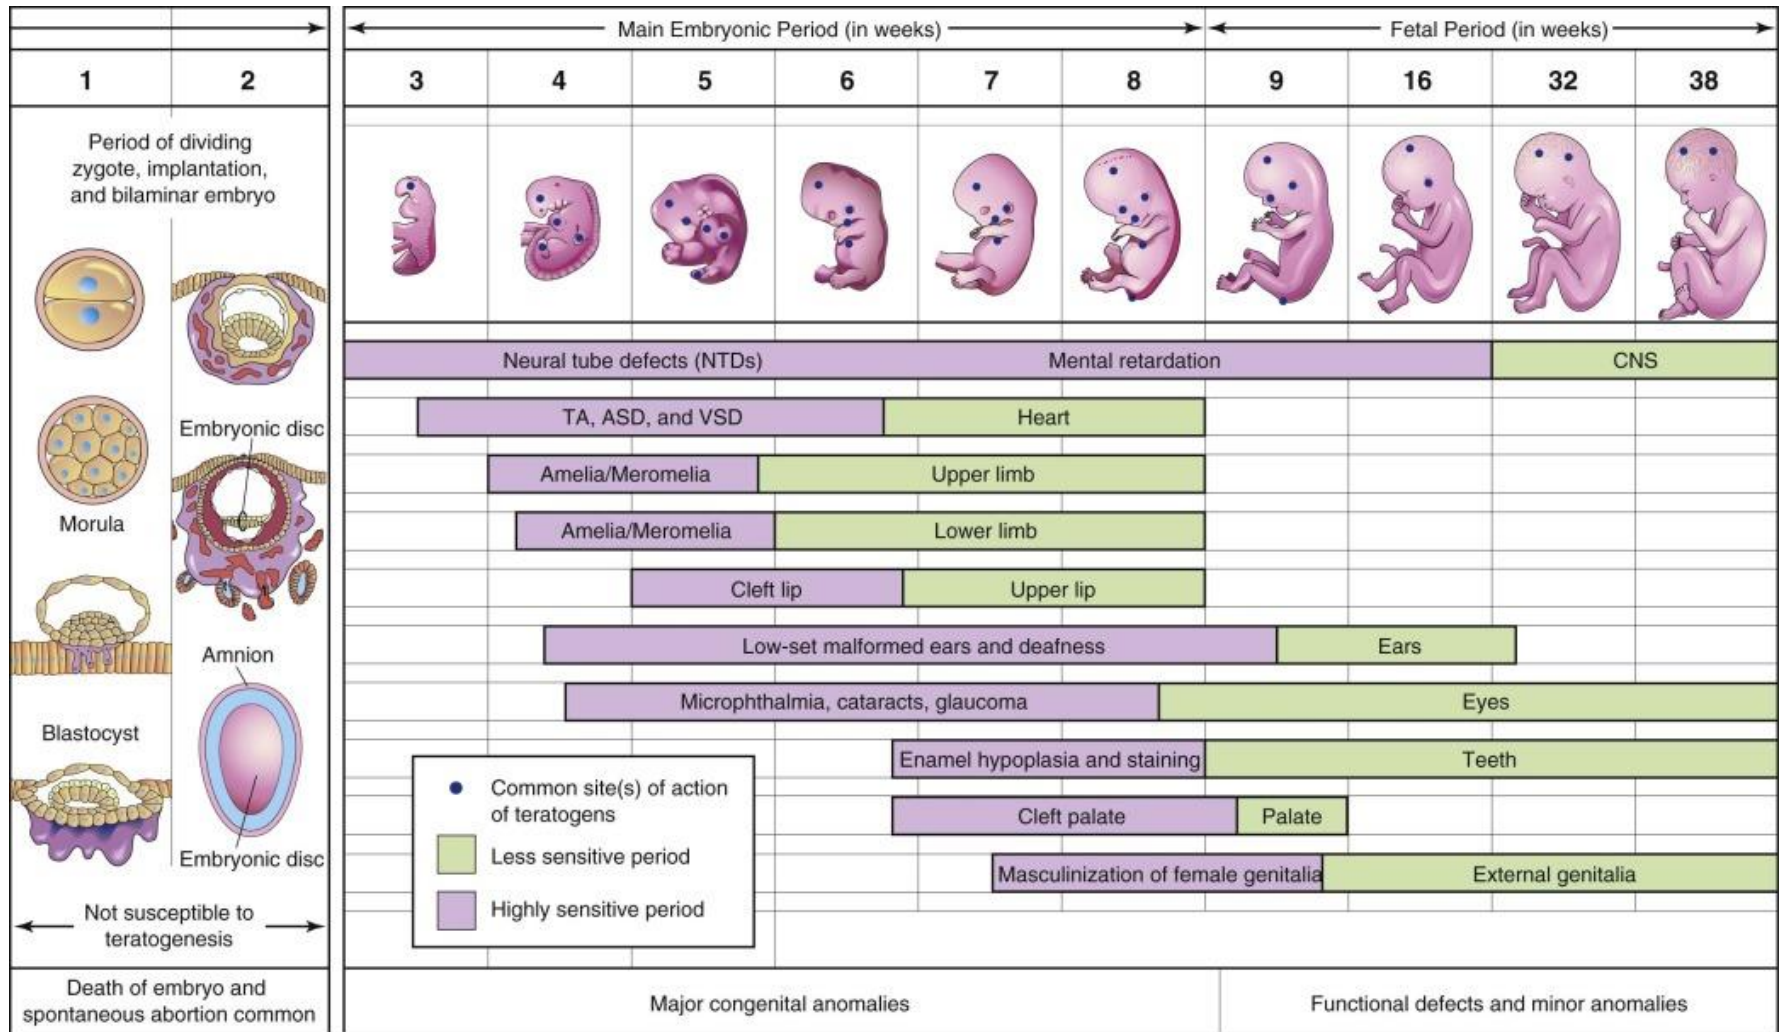 Main Embryonic Period (in weeks)
Fetal Period (in weeks)
1
2
3
4
5
6
7
8
9
16
32
38
Period of dividing
zygote, implantation,
and bilaminar embryo
Embryonic disc
Morula
Amnion
Blastocyst
Embryonic disc
Not susceptible to
teratogenesis
Death of embryo and
spontaneous abortion common
Neural tube defects (NTDs)
Mental retardation
CNS
TA, ASD, and VSD
Heart
Amelia/Meromelia
Upper limb
Amelia/Meromelia
Lower limb
Cleft lip
Upper lip
Low-set malformed ears and deafness
Ears
Microphthalmia, cataracts, glaucoma
Eyes
Enamel hypoplasia and staining
Teeth
Cleft palate
Palate
Masculinization of female genitalia
External genitalia
Common site(s) of action
of teratogens
Less sensitive period
Highly sensitive period
Major congenital anomalies
Functional defects and minor anomalies